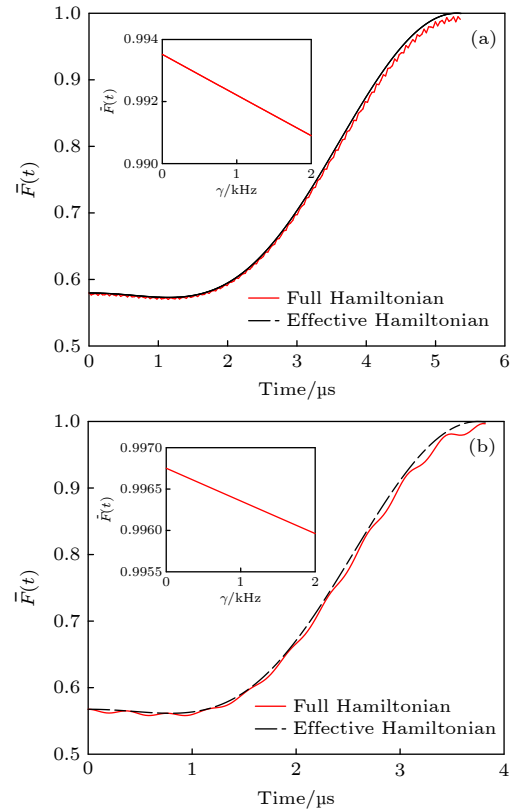 1.0
(a)
0.994
0.992
0.990
F̄(t)
0
1
2
γ/kHz
0.9
0.8
0.7
0.6
0.5
F̄(t)
Full Hamiltonian
Effective Hamiltonian
0
1
2
3
4
5
6
Time/μs
1.0
(b)
0.9970
0.9965
0.9960
0.9955
F̄(t)
0
1
2
γ/kHz
0.9
0.8
0.7
0.6
0.5
F̄(t)
Full Hamiltonian
Effective Hamiltonian
0
1
2
3
4
Time/μs